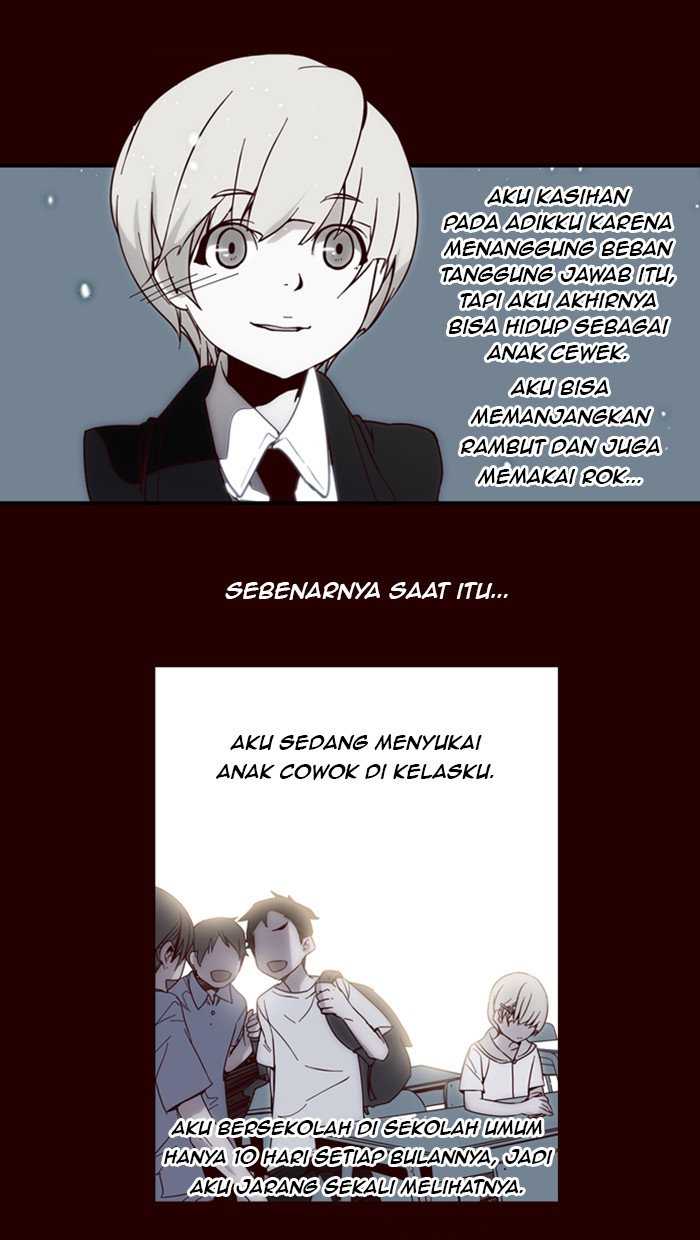 AKU KASIHAN
PADA ADIKKU KARENA
MENANGGUNG BEBAN
TANGGUNG JAWAB ITU,
TAPI AKU AKHIRNYA
BISA HIDUP SEBAGAI
ANAK CEWEK.
AKU BISA
MEMANJANGKAN
RAMBUT DAN JUGA
MEMAKAI ROK...
SEBENARNYA SAAT ITU...
AKU SEDANG MENYUKAI
ANAK COWOK DI KELASKU.
AKU BERSEKOLAH DI SEKOLAH UMUM
HANYA 10 HARI SETIAP BULANNYA, JADI
AKU JARANG SEKALI MELIHATNYA.